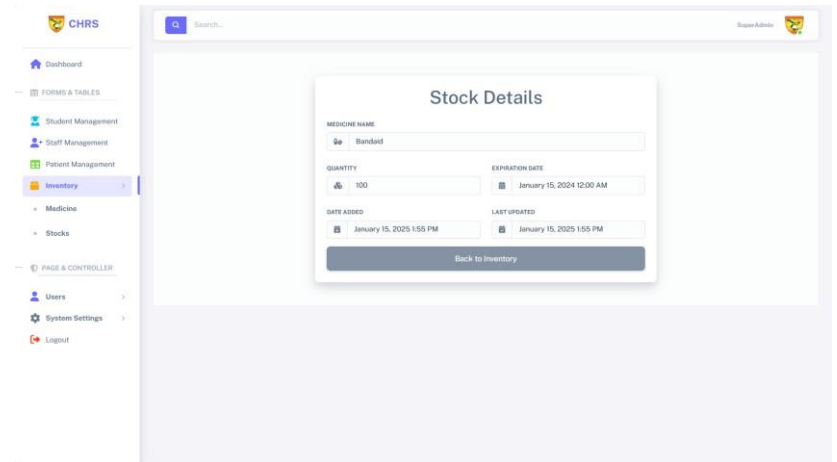 CHRS
Search...
SuperAdmin
Dashboard
FORMS & TABLES
Student Management
Staff Management
Patient Management
Inventory
Medicine
Stocks
PAGE & CONTROLLER
Users
System Settings
Logout
Stock Details
MEDICINE NAME
Bandaid
QUANTITY EXPIRATION DATE
100 January 15, 2024 12:00 AM
DATE ADDED LAST UPDATED
January 15, 2025 1:55 PM January 15, 2025 1:55 PM
Back to Inventory